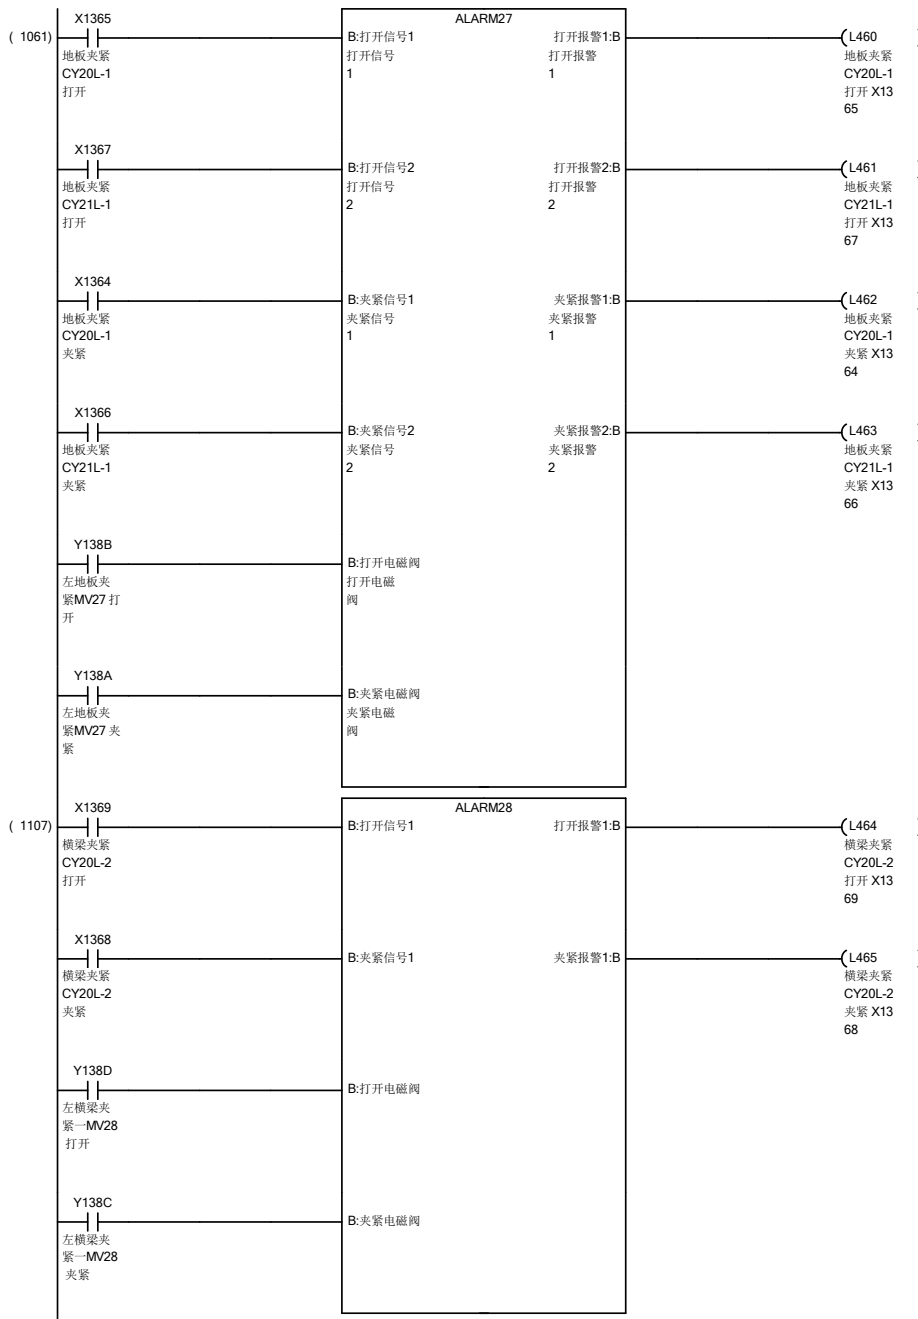 X1365 ALARM27
( 1061) B:打开信号1 打开报警1:B L460
地板夹紧 打开信号 打开报警 地板夹紧
CY20L-1 1 1 CY20L-1
打开 打开 X13
65
X1367
B:打开信号2 打开报警2:B L461
地板夹紧 打开信号 打开报警 地板夹紧
CY21L-1 2 2 CY21L-1
打开 打开 X13
67
X1364
B:夹紧信号1 夹紧报警1:B L462
地板夹紧 夹紧信号 夹紧报警 地板夹紧
CY20L-1 1 1 CY20L-1
夹紧 夹紧 X13
64
X1366
B:夹紧信号2 夹紧报警2:B L463
地板夹紧 夹紧信号 夹紧报警 地板夹紧
CY21L-1 2 2 CY21L-1
夹紧 夹紧 X13
66
Y138B
B:打开电磁阀
左地板夹 打开电磁
紧MV27 打 阀
开
Y138A
B:夹紧电磁阀
左地板夹 夹紧电磁
紧MV27 夹 阀
紧
X1369 ALARM28
( 1107) B:打开信号1 打开报警1:B L464
横梁夹紧 横梁夹紧
CY20L-2 CY20L-2
打开 打开 X13
69
X1368
B:夹紧信号1 夹紧报警1:B L465
横梁夹紧 横梁夹紧
CY20L-2 CY20L-2
夹紧 夹紧 X13
68
Y138D
B:打开电磁阀
左横梁夹
紧一MV28
打开
Y138C
B:夹紧电磁阀
左横梁夹
紧一MV28
夹紧